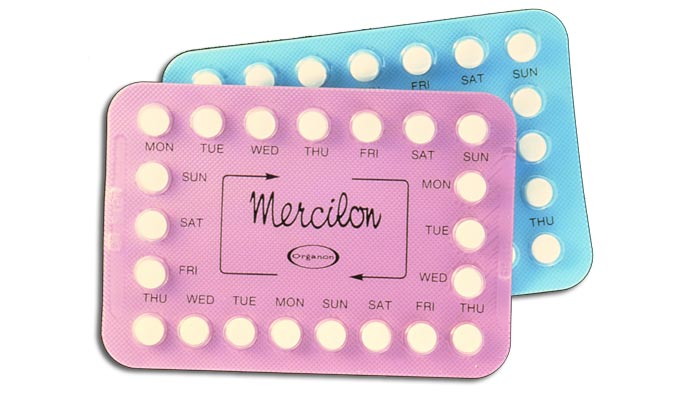 FRI SAT SUN
THU
MON TUE WED THU FRI SAT SUN
SUN MON
SAT TUE
FRI WED
Mercilon
Organon
THU WED TUE MON SUN SAT FRI THU